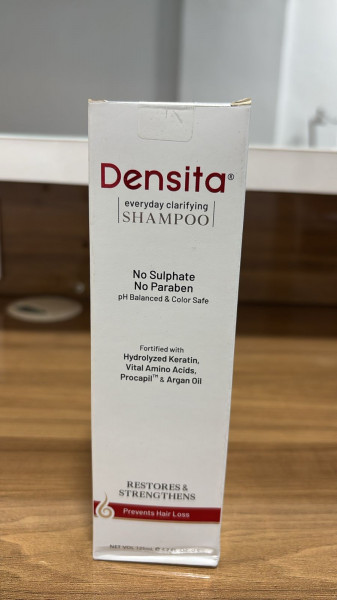 Densita®
everyday clarifying
SHAMPOO
No Sulphate
No Paraben
pH Balanced & Color Safe
Fortified with
Hydrolyzed Keratin,
Vital Amino Acids,
Procapil™ & Argan Oil
RESTORES &
STRENGTHENS
Prevents Hair Loss